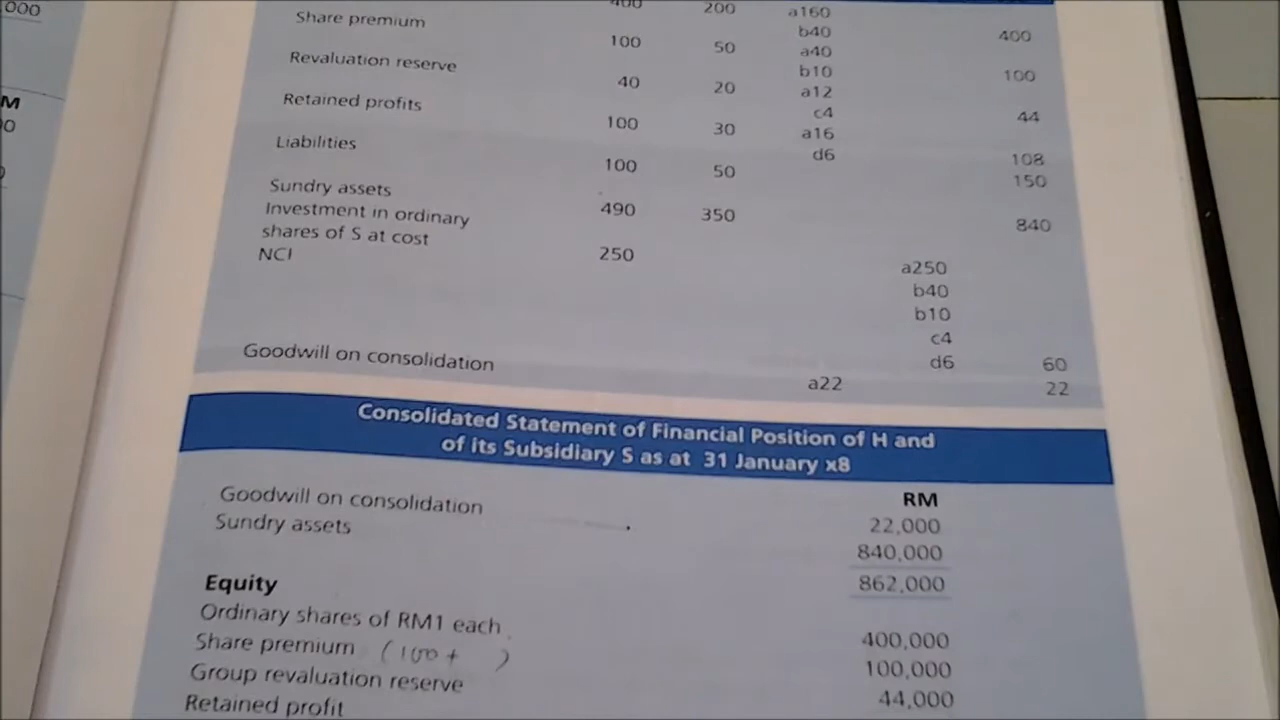 000
M
0
400 200 a160
b40 400
Share premium 100 50 a40
b10 100
Revaluation reserve 40 20 a12
c4 44
Retained profits 100 30 a16
d6 108
Liabilities 100 50 150
Sundry assets 490 350 840
Investment in ordinary
shares of S at cost 250 a250
NCI b40
b10
c4
d6 60
Goodwill on consolidation a22 22
Consolidated Statement of Financial Position of H and
of its Subsidiary S as at 31 January x8
RM
Goodwill on consolidation 22,000
Sundry assets 840,000
862,000
Equity
Ordinary shares of RM1 each 400,000
Share premium (100 + ) 100,000
Group revaluation reserve 44,000
Retained profit